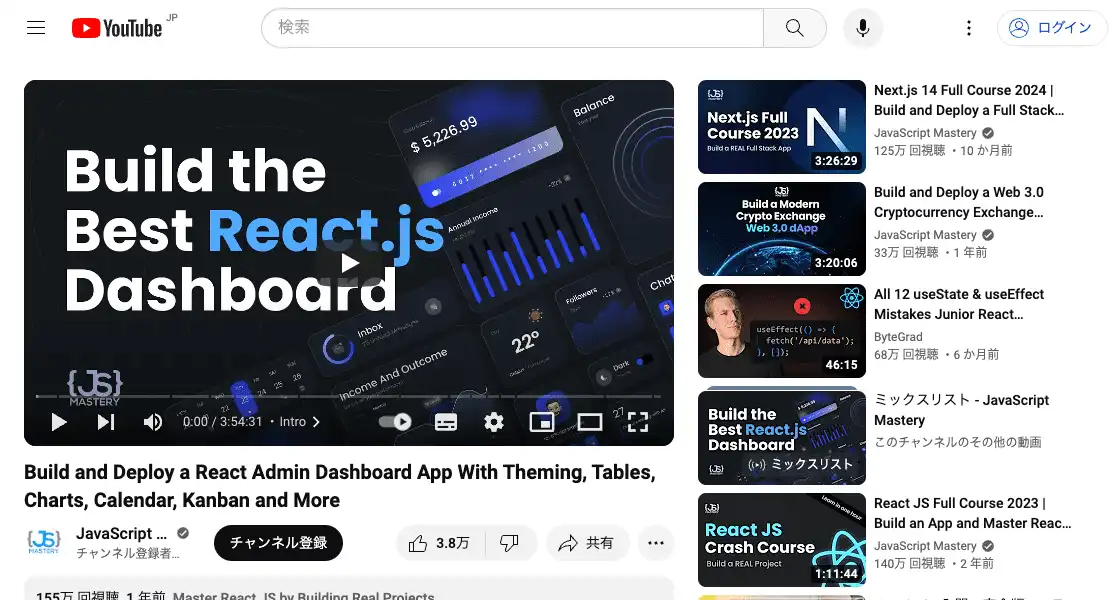 YouTube JP
検索
ログイン
Build the
Best React.js
Dashboard
$ 5,226.99
Balance
Annual Income
Inbox
Income And Outcome
22°
Followers
Dark
{JS}
MASTERY
0:00 / 3:54:31 ・ Intro
Build and Deploy a React Admin Dashboard App With Theming, Tables,
Charts, Calendar, Kanban and More
JavaScript ...
チャンネル登録者...
チャンネル登録
3.8万
共有
155万 回視聴 1 年前 Master React JS by Building Real Projects
{JS}
MASTERY
Next.js Full
Course 2023
Build a REAL Full Stack App
3:26:29
Next.js 14 Full Course 2024 |
Build and Deploy a Full Stack…
JavaScript Mastery
125万 回視聴 ・10 か月前
{JS}
Build a Modern
Crypto Exchange
Web 3.0 dApp
3:20:06
Build and Deploy a Web 3.0
Cryptocurrency Exchange…
JavaScript Mastery
33万 回視聴 ・1 年前
useEffect(() => {
fetch('/api/data');
}, []);
46:15
All 12 useState & useEffect
Mistakes Junior React…
ByteGrad
68万 回視聴 ・6 か月前
Build the
Best React.js
Dashboard
{JS}
ミックスリスト
ミックスリスト - JavaScript
Mastery
このチャンネルのその他の動画
{JS}
Learn in one hour
React JS
Crash Course
Build a REAL Project
1:11:44
React JS Full Course 2023 |
Build an App and Master Reac…
JavaScript Mastery
140万 回視聴 ・2 年前